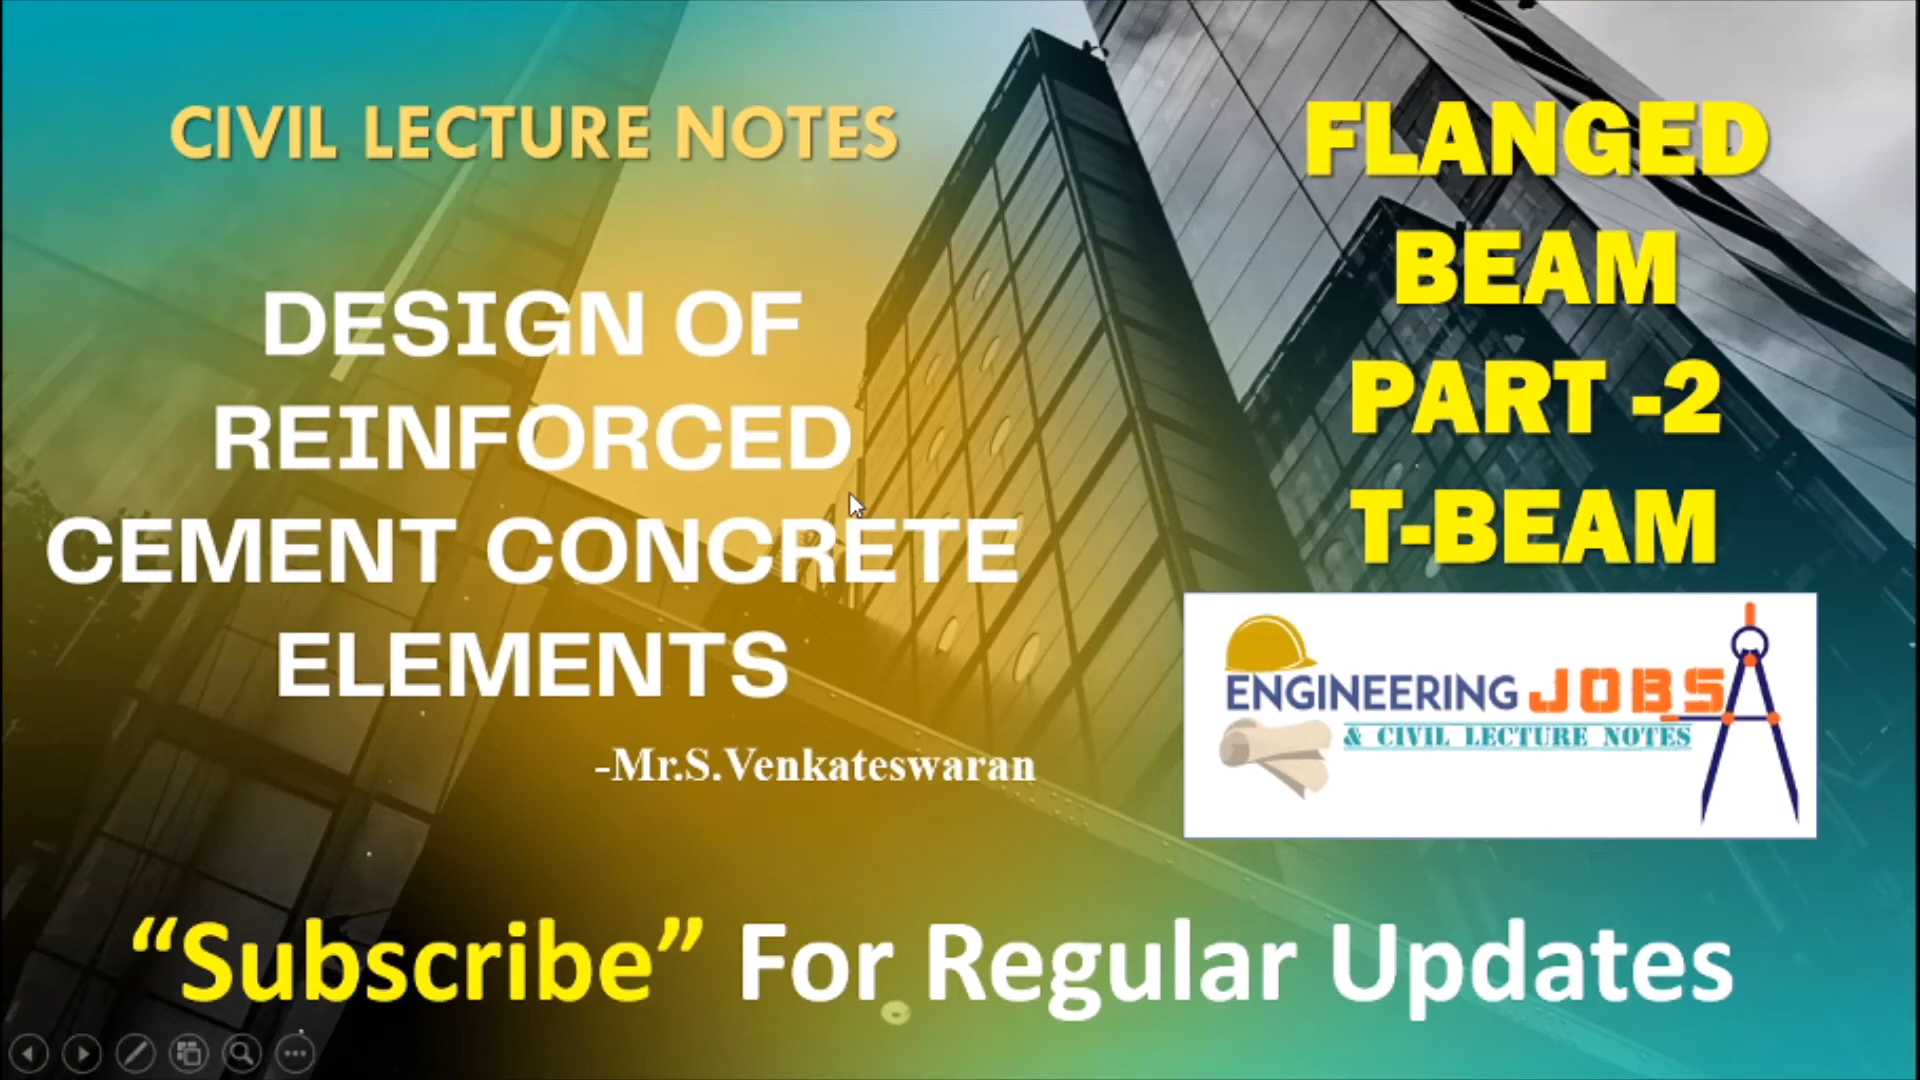 CIVIL LECTURE NOTES
DESIGN OF
REINFORCED
CEMENT CONCRETE
ELEMENTS
-Mr.S.Venkateswaran
FLANGED
BEAM
PART -2
T-BEAM
ENGINEERING JOBS
& CIVIL LECTURE NOTES
“Subscribe” For Regular Updates